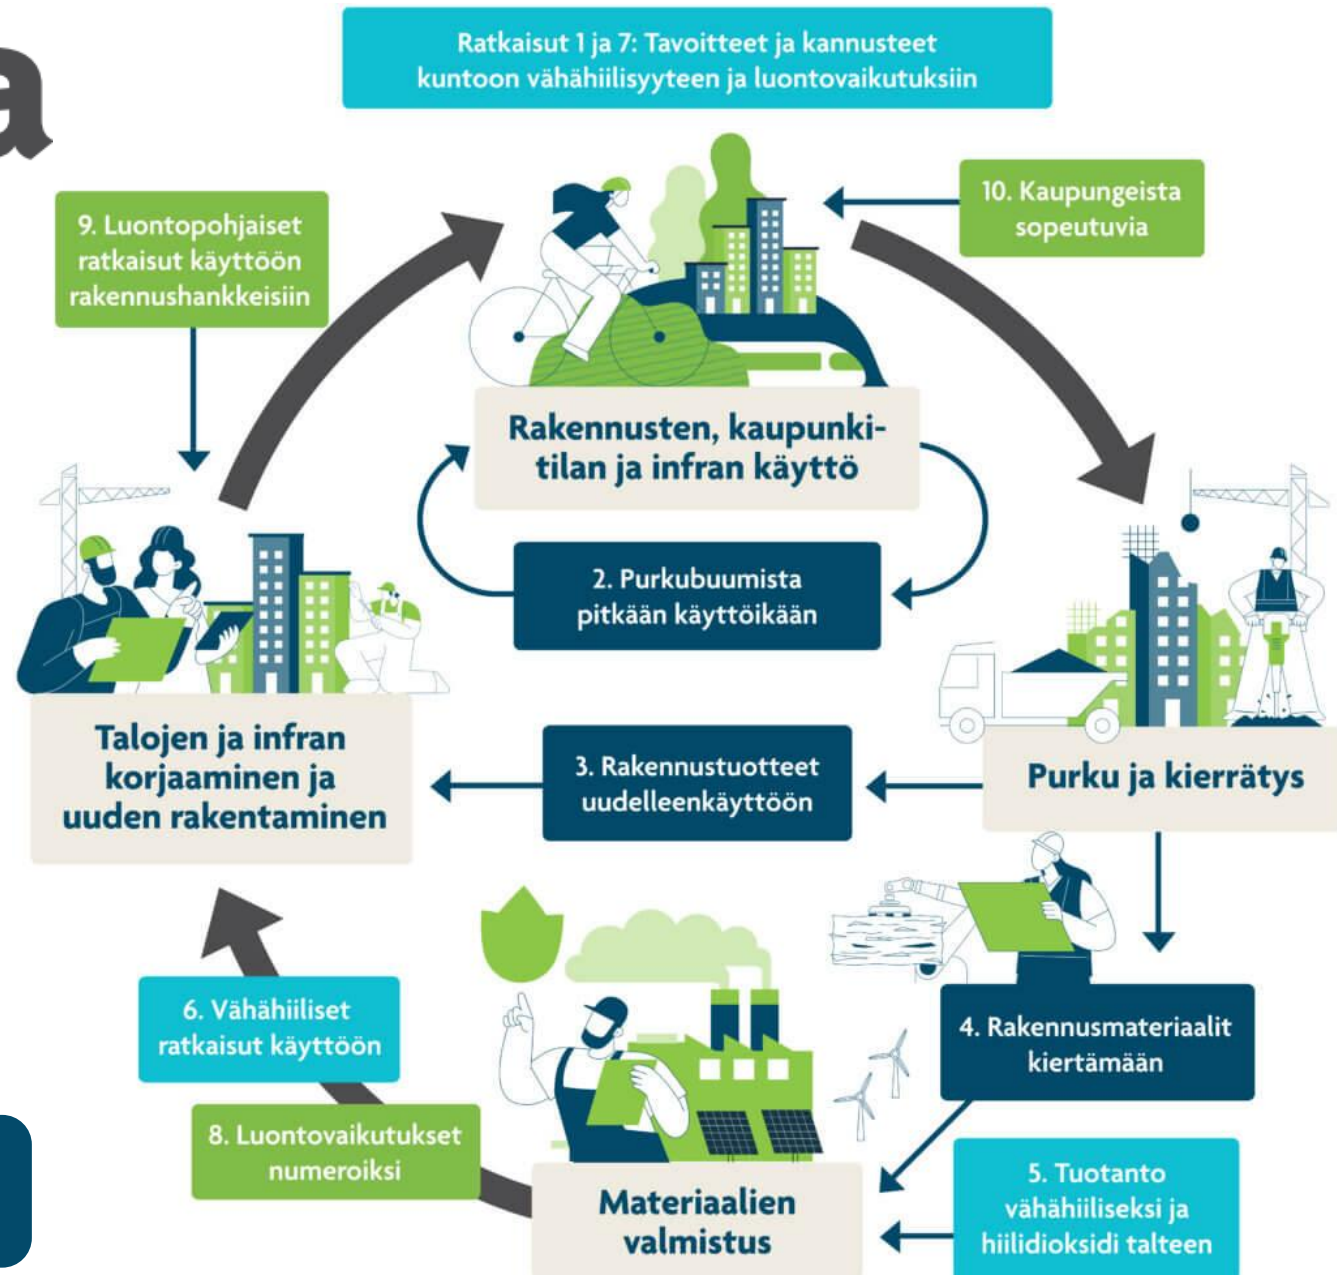 a
Ratkaisut 1 ja 7: Tavoitteet ja kannusteet
kuntoon vähähiilisyyteen ja luontovaikutuksiin
9. Luontopohjaiset
ratkaisut käyttöön
rakennushankkeisiin
10. Kaupungeista
sopeutuvia
Rakennusten, kaupunki-
tilan ja infran käyttö
2. Purkubuumista
pitkään käyttöikään
Talojen ja infran
korjaaminen ja
uuden rakentaminen
3. Rakennustuotteet
uudelleenkäyttöön
Purku ja kierrätys
6. Vähähiiliset
ratkaisut käyttöön
4. Rakennusmateriaalit
kiertämään
8. Luontovaikutukset
numeroiksi
Materiaalien
valmistus
5. Tuotanto
vähähiiliseksi ja
hiilidioksidi talteen